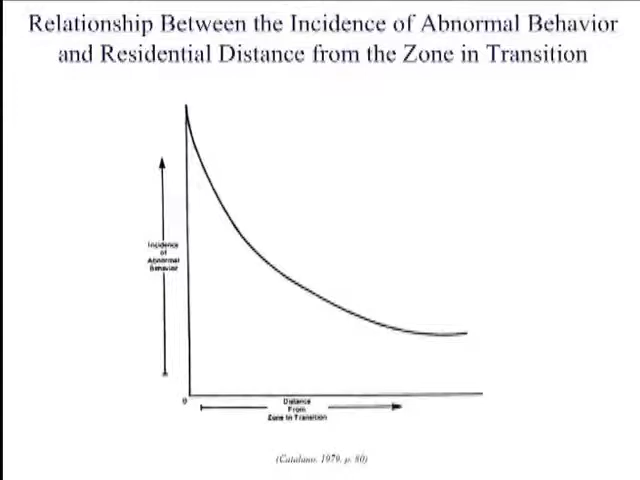 Relationship Between the Incidence of Abnormal Behavior
and Residential Distance from the Zone in Transition
Incidence
of
Abnormal
Behavior
0
Distance
From
Zone In Transition
(Catalano, 1979, p. 80)